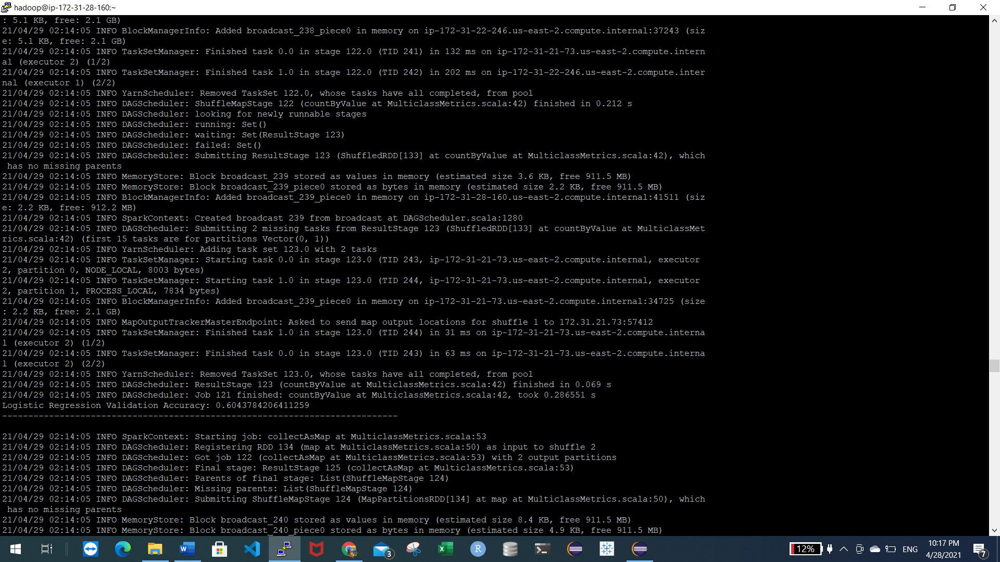 hadoop@ip-172-31-28-160:~
: 5.1 KB, free: 2.1 GB)
21/04/29 02:14:05 INFO BlockManagerInfo: Added broadcast_238_piece0 in memory on ip-172-31-22-246.us-east-2.compute.internal:37243 (siz
e: 5.1 KB, free: 2.1 GB)
21/04/29 02:14:05 INFO TaskSetManager: Finished task 0.0 in stage 122.0 (TID 241) in 132 ms on ip-172-31-21-73.us-east-2.compute.intern
al (executor 2) (1/2)
21/04/29 02:14:05 INFO TaskSetManager: Finished task 1.0 in stage 122.0 (TID 242) in 202 ms on ip-172-31-22-246.us-east-2.compute.inter
nal (executor 1) (2/2)
21/04/29 02:14:05 INFO YarnScheduler: Removed TaskSet 122.0, whose tasks have all completed, from pool
21/04/29 02:14:05 INFO DAGScheduler: ShuffleMapStage 122 (countByValue at MulticlassMetrics.scala:42) finished in 0.212 s
21/04/29 02:14:05 INFO DAGScheduler: looking for newly runnable stages
21/04/29 02:14:05 INFO DAGScheduler: running: Set()
21/04/29 02:14:05 INFO DAGScheduler: waiting: Set(ResultStage 123)
21/04/29 02:14:05 INFO DAGScheduler: failed: Set()
21/04/29 02:14:05 INFO DAGScheduler: Submitting ResultStage 123 (ShuffledRDD[133] at countByValue at MulticlassMetrics.scala:42), which
 has no missing parents
21/04/29 02:14:05 INFO MemoryStore: Block broadcast_239 stored as values in memory (estimated size 3.6 KB, free 911.5 MB)
21/04/29 02:14:05 INFO MemoryStore: Block broadcast_239_piece0 stored as bytes in memory (estimated size 2.2 KB, free 911.5 MB)
21/04/29 02:14:05 INFO BlockManagerInfo: Added broadcast_239_piece0 in memory on ip-172-31-28-160.us-east-2.compute.internal:41511 (siz
e: 2.2 KB, free: 912.2 MB)
21/04/29 02:14:05 INFO SparkContext: Created broadcast 239 from broadcast at DAGScheduler.scala:1280
21/04/29 02:14:05 INFO DAGScheduler: Submitting 2 missing tasks from ResultStage 123 (ShuffledRDD[133] at countByValue at MulticlassMet
rics.scala:42) (first 15 tasks are for partitions Vector(0, 1))
21/04/29 02:14:05 INFO YarnScheduler: Adding task set 123.0 with 2 tasks
21/04/29 02:14:05 INFO TaskSetManager: Starting task 0.0 in stage 123.0 (TID 243, ip-172-31-21-73.us-east-2.compute.internal, executor
2, partition 0, NODE_LOCAL, 8003 bytes)
21/04/29 02:14:05 INFO TaskSetManager: Starting task 1.0 in stage 123.0 (TID 244, ip-172-31-21-73.us-east-2.compute.internal, executor
2, partition 1, PROCESS_LOCAL, 7834 bytes)
21/04/29 02:14:05 INFO BlockManagerInfo: Added broadcast_239_piece0 in memory on ip-172-31-21-73.us-east-2.compute.internal:34725 (size
: 2.2 KB, free: 2.1 GB)
21/04/29 02:14:05 INFO MapOutputTrackerMasterEndpoint: Asked to send map output locations for shuffle 1 to 172.31.21.73:57412
21/04/29 02:14:05 INFO TaskSetManager: Finished task 1.0 in stage 123.0 (TID 244) in 31 ms on ip-172-31-21-73.us-east-2.compute.interna
l (executor 2) (1/2)
21/04/29 02:14:05 INFO TaskSetManager: Finished task 0.0 in stage 123.0 (TID 243) in 63 ms on ip-172-31-21-73.us-east-2.compute.interna
l (executor 2) (2/2)
21/04/29 02:14:05 INFO YarnScheduler: Removed TaskSet 123.0, whose tasks have all completed, from pool
21/04/29 02:14:05 INFO DAGScheduler: ResultStage 123 (countByValue at MulticlassMetrics.scala:42) finished in 0.069 s
21/04/29 02:14:05 INFO DAGScheduler: Job 121 finished: countByValue at MulticlassMetrics.scala:42, took 0.286551 s
Logistic Regression Validation Accuracy: 0.6043784206411259
----------------------------------------------------------------------------
21/04/29 02:14:05 INFO SparkContext: Starting job: collectAsMap at MulticlassMetrics.scala:53
21/04/29 02:14:05 INFO DAGScheduler: Registering RDD 134 (map at MulticlassMetrics.scala:50) as input to shuffle 2
21/04/29 02:14:05 INFO DAGScheduler: Got job 122 (collectAsMap at MulticlassMetrics.scala:53) with 2 output partitions
21/04/29 02:14:05 INFO DAGScheduler: Final stage: ResultStage 125 (collectAsMap at MulticlassMetrics.scala:53)
21/04/29 02:14:05 INFO DAGScheduler: Parents of final stage: List(ShuffleMapStage 124)
21/04/29 02:14:05 INFO DAGScheduler: Missing parents: List(ShuffleMapStage 124)
21/04/29 02:14:05 INFO DAGScheduler: Submitting ShuffleMapStage 124 (MapPartitionsRDD[134] at map at MulticlassMetrics.scala:50), which
 has no missing parents
21/04/29 02:14:05 INFO MemoryStore: Block broadcast_240 stored as values in memory (estimated size 8.4 KB, free 911.5 MB)
21/04/29 02:14:05 INFO MemoryStore: Block broadcast_240_piece0 stored as bytes in memory (estimated size 4.9 KB, free 911.5 MB)
W
3
X
R
12%
ENG
10:17 PM
4/28/2021
7